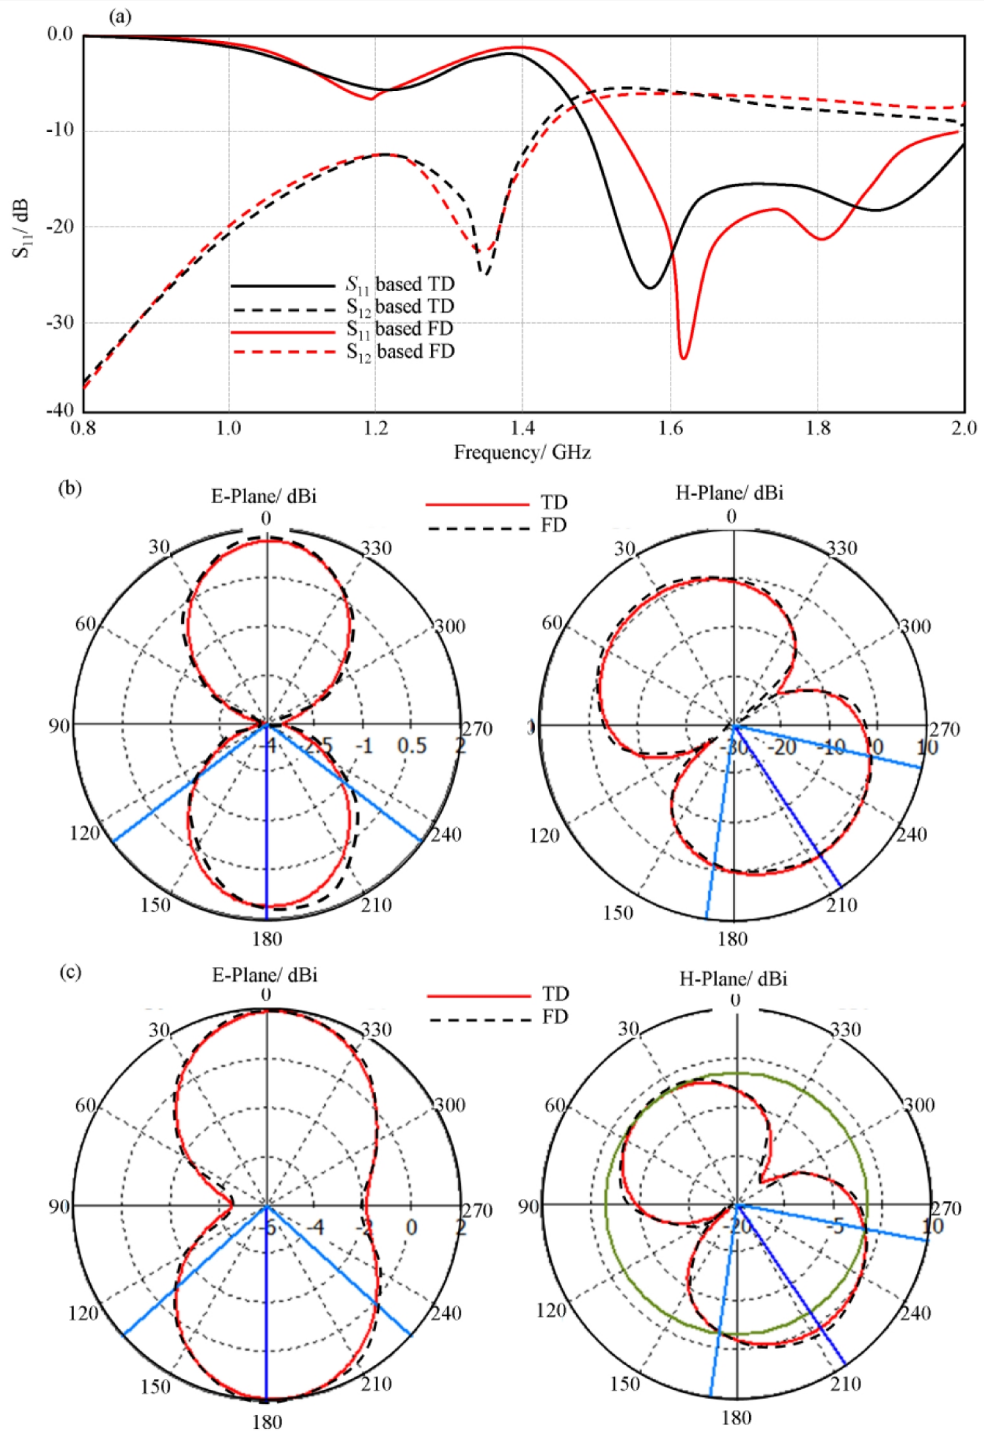 (a)
0.0
-10
-20
-30
-40
S11/ dB
S11 based TD
S12 based TD
S11 based FD
S12 based FD
0.8 1.0 1.2 1.4 1.6 1.8 2.0
Frequency/ GHz
(b)
E-Plane/ dBi
TD
FD
H-Plane/ dBi
0
30 330
60 300
90 270
-4 -1 0.5 2
120 240
150 210
180
0
30 330
60 300
270
-30 -20 -10 0 10
120 240
150 210
180
(c)
E-Plane/ dBi
TD
FD
H-Plane/ dBi
0
30 330
60 300
90 270
-6 -4 -2 0 2
120 240
150 210
180
0
30 330
60 300
90 270
-20 -5 10
120 240
150 210
180